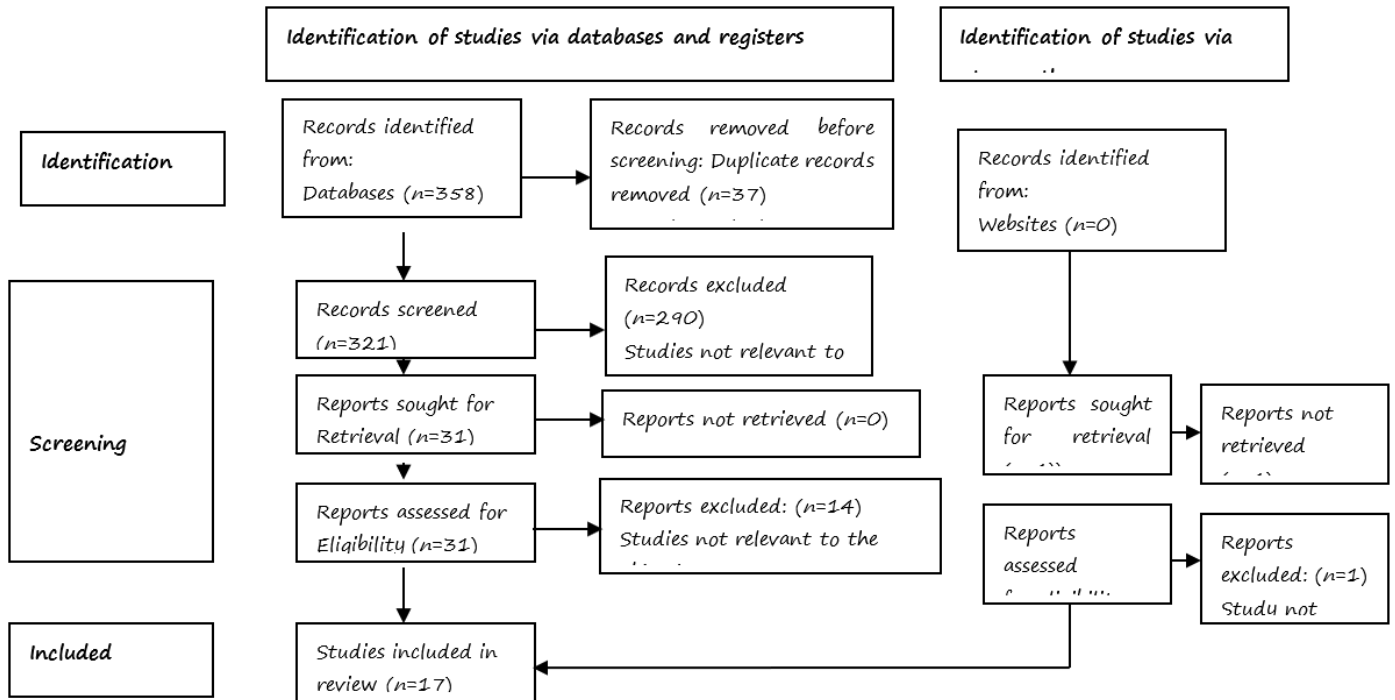 Identification of studies via databases and registers
Identification of studies via
Identification
Records identified
from:
Databases (n=358)
Records removed before
screening: Duplicate records
removed (n=37)
Records identified
from:
Websites (n=0)
Screening
Records screened
(n=321)
Records excluded
(n=290)
Studies not relevant to
Reports sought for
Retrieval (n=31)
Reports not retrieved (n=0)
Reports sought
for retrieval
Reports not
retrieved
Reports assessed for
Eligibility (n=31)
Reports excluded: (n=14)
Studies not relevant to the
Reports
assessed
Reports
excluded: (n=1)
Study not
Included
Studies included in
review (n=17)